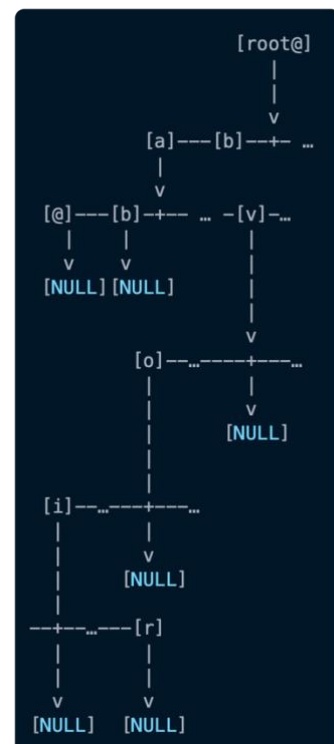 [root@]
|
|
v
[a]---[b]--+- …
|
v
[@]---[b]-+-- … -[v]-…
| | |
v v |
[NULL] [NULL] |
|
v
[o]--…-----+---…
| |
| v
| [NULL]
|
|
[i]--…----+---…
| |
| v
| [NULL]
|
--+--…---[r]
| |
| |
v v
[NULL] [NULL]